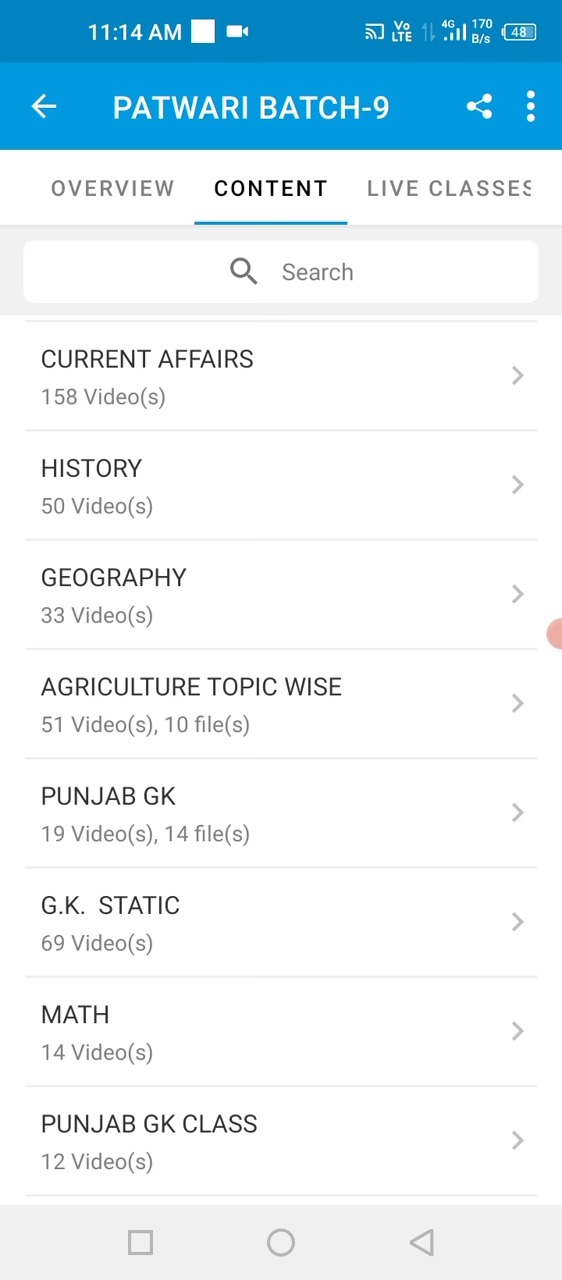 11:14 AM
Vo
LTE
4G
170
B/s
48
PATWARI BATCH-9
OVERVIEW
CONTENT
LIVE CLASSES
Search
CURRENT AFFAIRS
158 Video(s)
HISTORY
50 Video(s)
GEOGRAPHY
33 Video(s)
AGRICULTURE TOPIC WISE
51 Video(s), 10 file(s)
PUNJAB GK
19 Video(s), 14 file(s)
G.K.  STATIC
69 Video(s)
MATH
14 Video(s)
PUNJAB GK CLASS
12 Video(s)